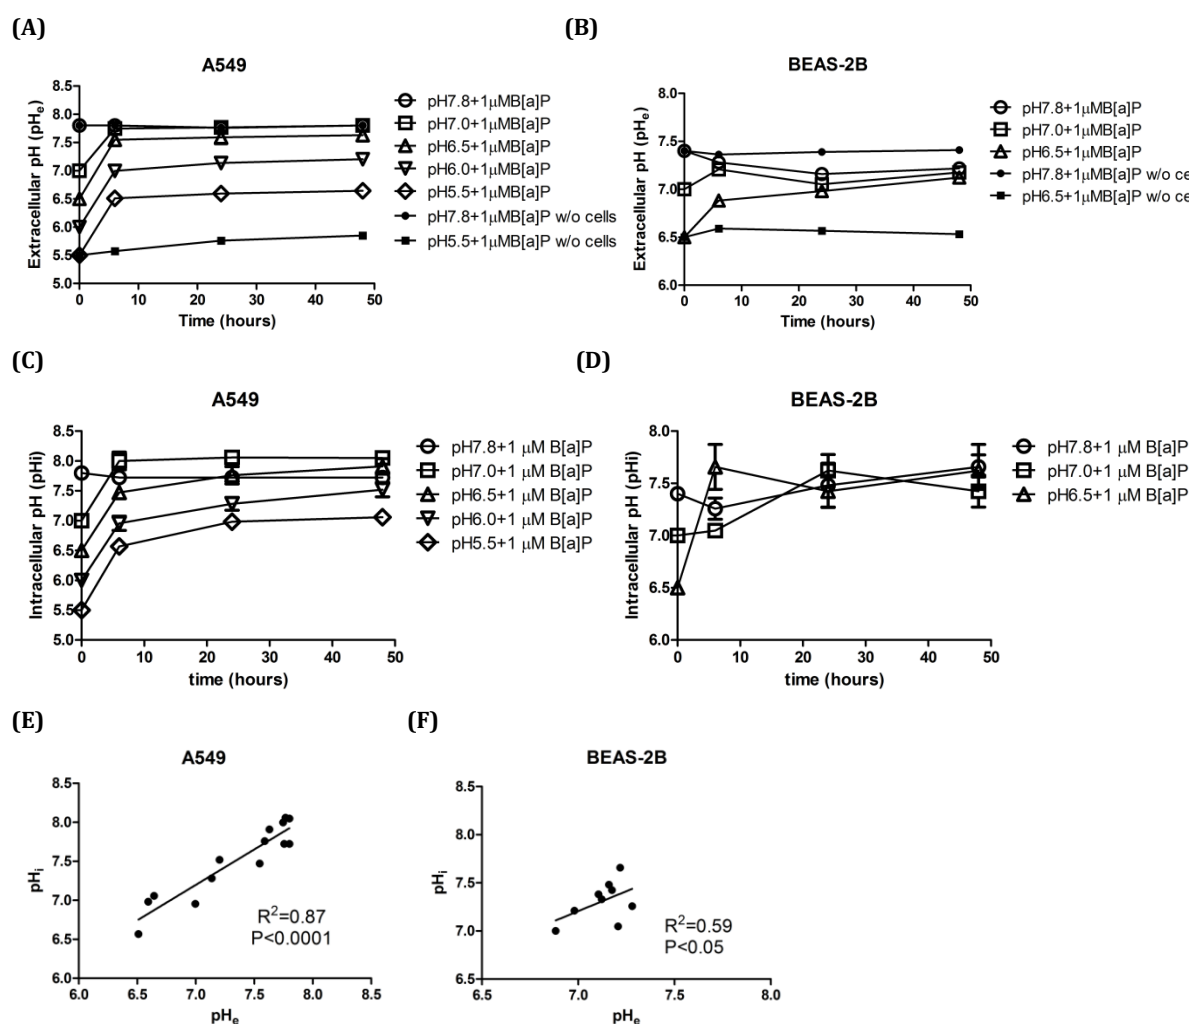 (A)
(B)
A549
BEAS-2B
Extracellular pH (pHe)
8.5
8.0
7.5
7.0
6.5
6.0
5.5
5.0
0
10
20
30
40
50
Time (hours)
pH7.8+1μMB[a]P
pH7.0+1μMB[a]P
pH6.5+1μMB[a]P
pH6.0+1μMB[a]P
pH5.5+1μMB[a]P
pH7.8+1μMB[a]P w/o cells
pH5.5+1μMB[a]P w/o cells
Extracellular pH (pHe)
8.0
7.5
7.0
6.5
6.0
0
10
20
30
40
50
Time (hours)
pH7.8+1μMB[a]P
pH7.0+1μMB[a]P
pH6.5+1μMB[a]P
pH7.8+1μMB[a]P w/o ce
pH6.5+1μMB[a]P w/o ce
(C)
(D)
A549
BEAS-2B
Intracellular pH (pHi)
8.5
8.0
7.5
7.0
6.5
6.0
5.5
5.0
0
10
20
30
40
50
time (hours)
pH7.8+1 μM B[a]P
pH7.0+1 μM B[a]P
pH6.5+1 μM B[a]P
pH6.0+1 μM B[a]P
pH5.5+1 μM B[a]P
Intracellular pH (pHi)
8.0
7.5
7.0
6.5
6.0
0
10
20
30
40
50
time (hours)
pH7.8+1 μM B[a]P
pH7.0+1 μM B[a]P
pH6.5+1 μM B[a]P
(E)
(F)
A549
BEAS-2B
pHi
8.5
8.0
7.5
7.0
6.5
6.0
6.0
6.5
7.0
7.5
8.0
8.5
pHe
R²=0.87
P<0.0001
pHi
8.5
8.0
7.5
7.0
6.5
6.5
7.0
7.5
8.0
pHe
R²=0.59
P<0.05